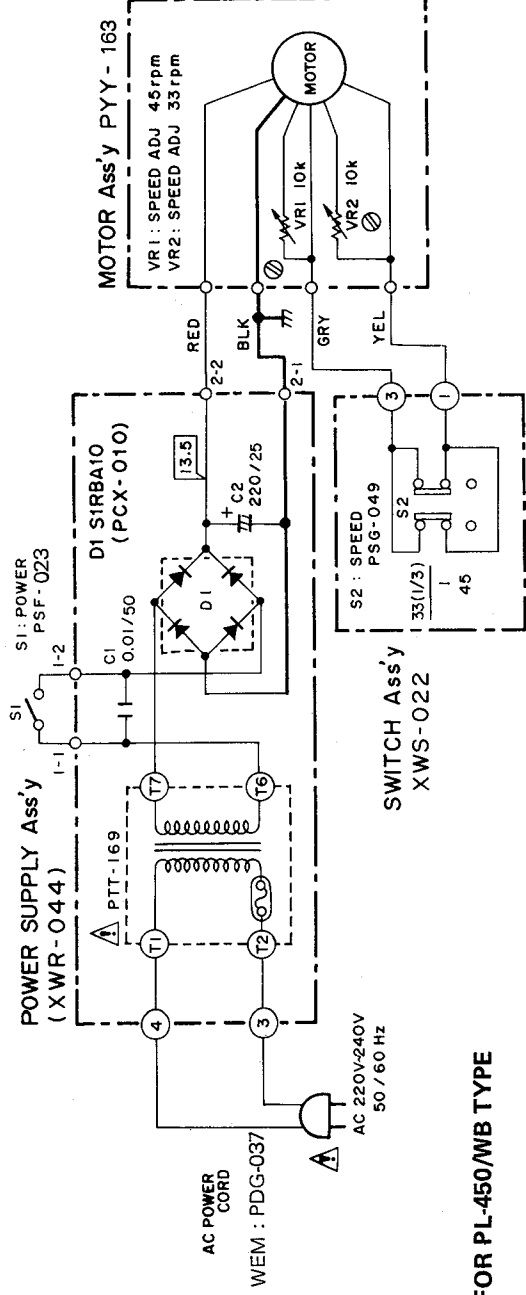 MOTOR Ass'y PYY-163
VR1: SPEED ADJ 45rpm
VR2: SPEED ADJ 33rpm
MOTOR
VR1 10k
VR2 10k
RED
BLK
GRY
YEL
2-2
2-1
POWER SUPPLY Ass'y
(XWR-044)
S1: POWER
PSF-023
S1
1-1
1-2
C1
0.01/50
D1 S1RBA10
(PCX-010)
D1
13.5
+
C2
220/25
PTT-169
T1
T2
T7
T6
4
3
AC POWER
CORD
WEM : PDG-037
AC 220V~240V
50/60 Hz
S2: SPEED
PSG-049
S2
33(1/3)
1
45
3
1
SWITCH Ass'y
XWS-022
FOR PL-450/WB TYPE